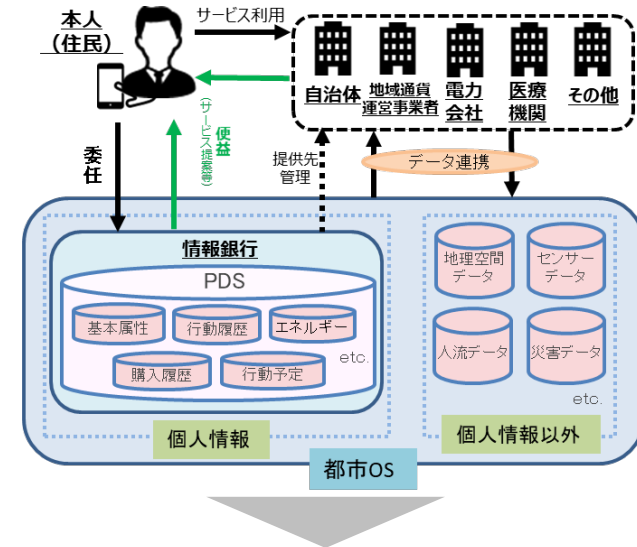 本人
（住民）
サービス利用
自治体
地域通貨
運営事業者
電力
会社
医療
機関
その他
委任
便益
（サービス提案等）
提供先
管理
データ連携
情報銀行
PDS
基本属性
行動履歴
エネルギー
購入履歴
行動予定
etc.
個人情報
地理空間
データ
センサー
データ
人流データ
災害データ
etc.
個人情報以外
都市OS